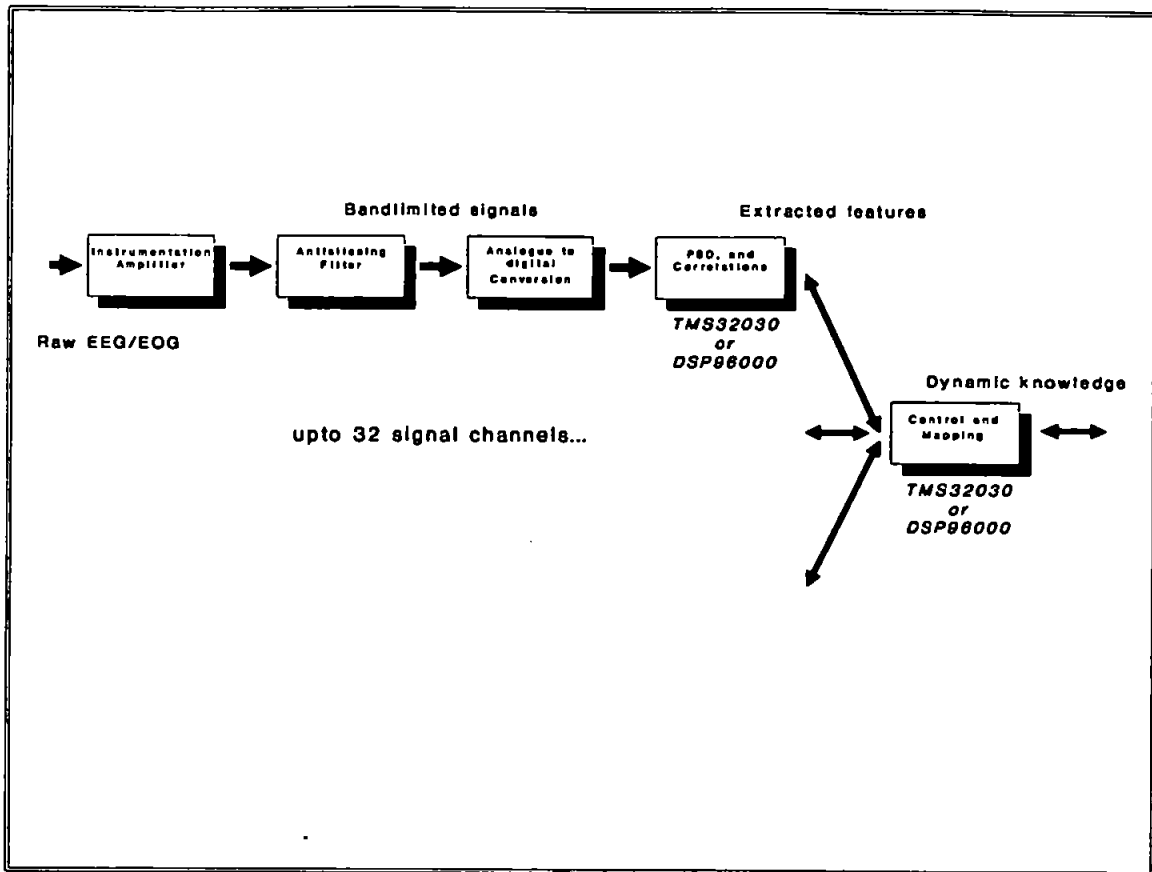 Bandlimited signals
Extracted features
Instrumentation
Amplifier
Antialiasing
Filter
Analogue to
digital
Conversion
PSD, and
Correlations
Raw EEG/EOG
TMS32030
or
DSP96000
upto 32 signal channels...
Dynamic knowledge
Control and
Mapping
TMS32030
or
DSP96000